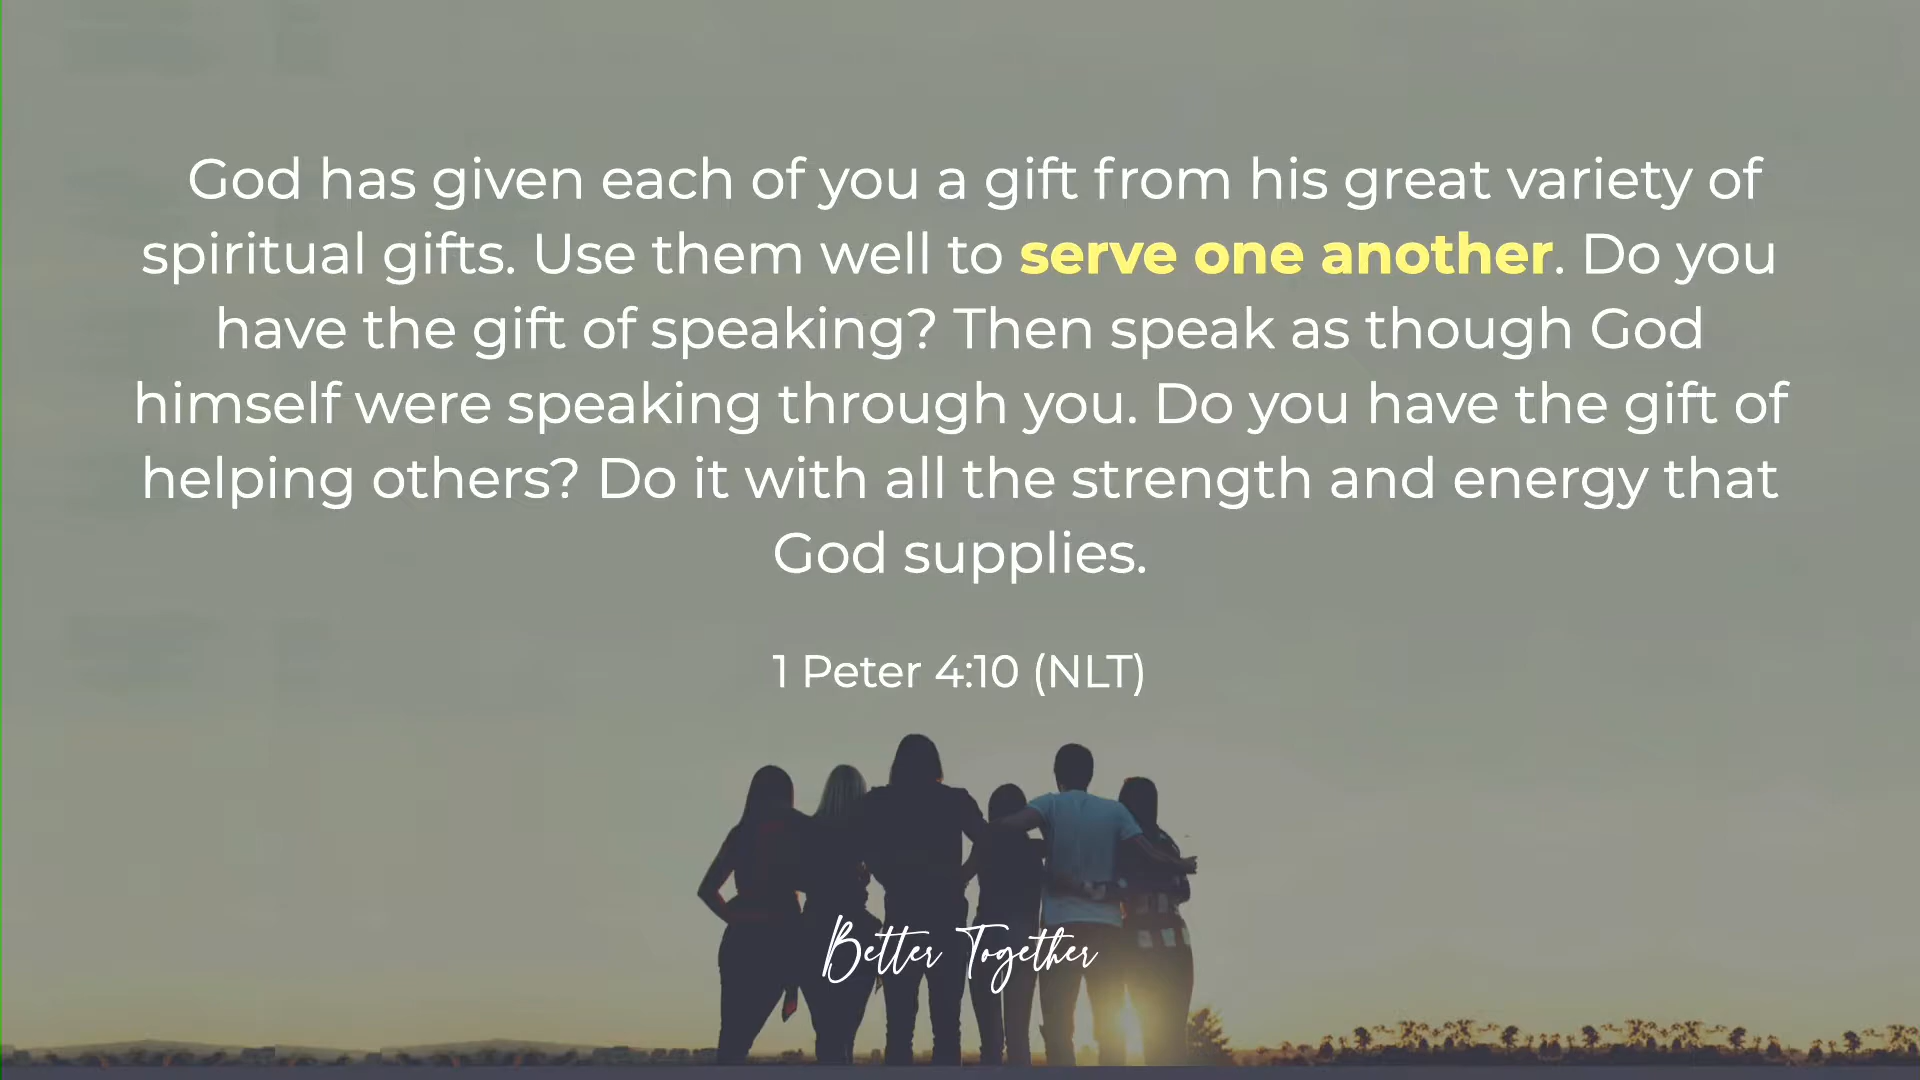 God has given each of you a gift from his great variety of
spiritual gifts. Use them well to serve one another. Do you
have the gift of speaking? Then speak as though God
himself were speaking through you. Do you have the gift of
helping others? Do it with all the strength and energy that
God supplies.
1 Peter 4:10 (NLT)
Better Together